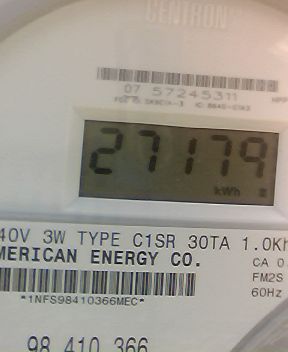 CENTRON
07 57245311
27179
kWh
40V 3W TYPE C1SR 30TA 1.0Kh
MERICAN ENERGY CO.
CA 0
FM2S
*1NFS98410366MEC*
60Hz
98 410 366